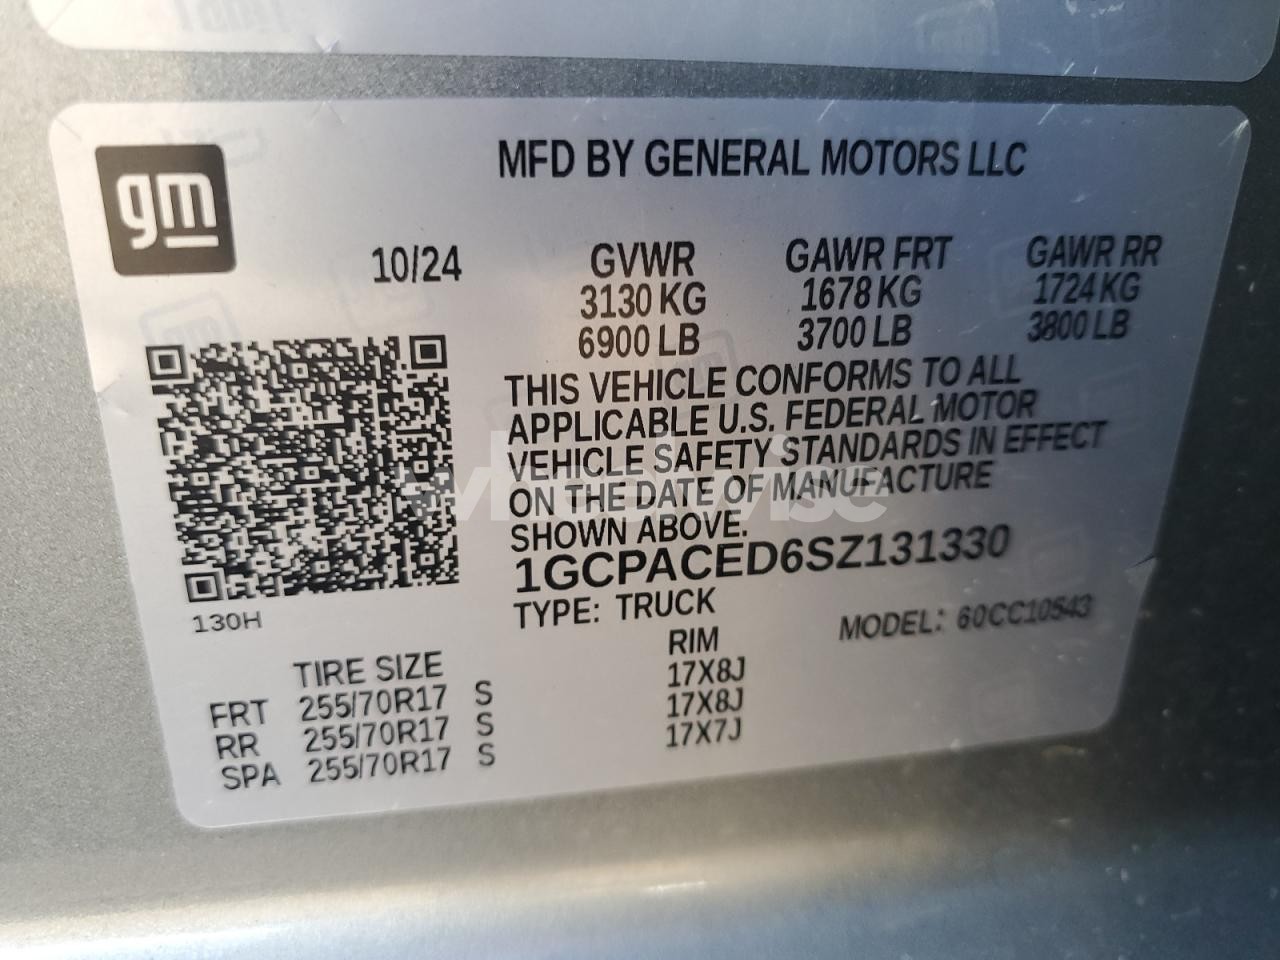 gm
MFD BY GENERAL MOTORS LLC
10/24
GVWR GAWR FRT GAWR RR
3130 KG 1678 KG 1724 KG
6900 LB 3700 LB 3800 LB
THIS VEHICLE CONFORMS TO ALL
APPLICABLE U.S. FEDERAL MOTOR
VEHICLE SAFETY STANDARDS IN EFFECT
ON THE DATE OF MANUFACTURE
SHOWN ABOVE.
1GCPACED6SZ131330
TYPE: TRUCK
MODEL: 60CC10543
130H
TIRE SIZE RIM
FRT 255/70R17 S 17X8J
RR 255/70R17 S 17X8J
SPA 255/70R17 S 17X7J
wheelwise